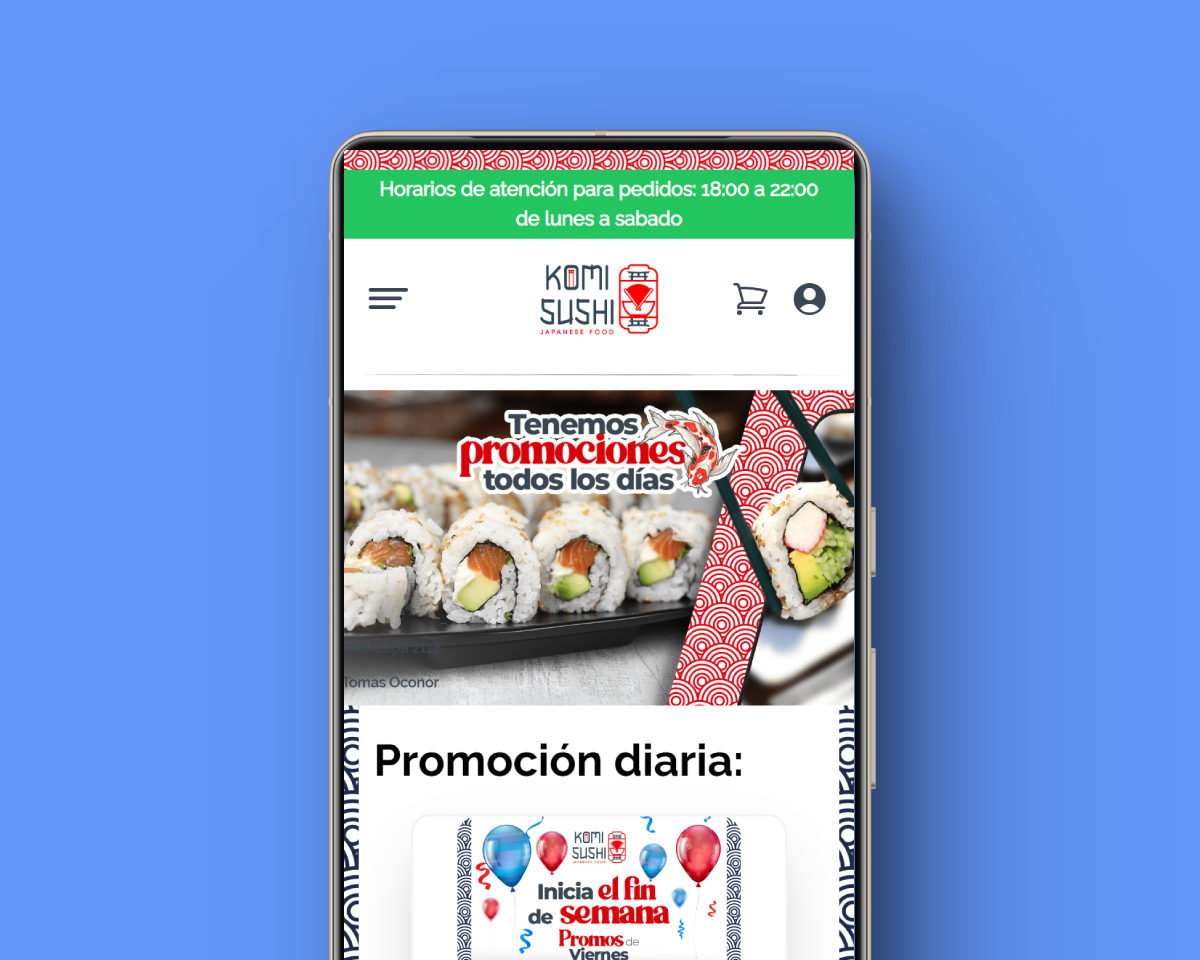 Horarios de atención para pedidos: 18:00 a 22:00
de lunes a sabado
KOMI
SUSHI
JAPANESE FOOD
Tenemos
promociones
todos los días
2118
Tomas Oconor
Promoción diaria:
KOMI
SUSHI
JAPANESE FOOD
Inicia el fin
de semana
Promos de
Viernes